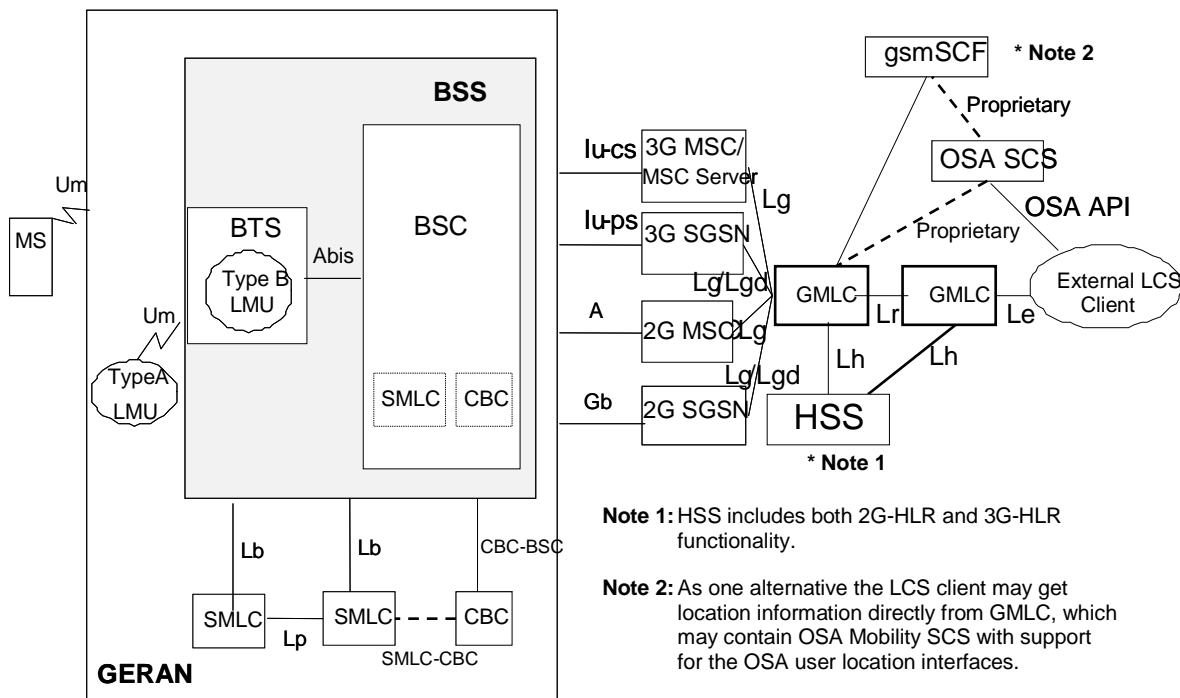 gsmSCF
* Note 2
BSS
Proprietary
Iu-cs
3G MSC/
MSC Server
OSA SCS
Um
Lg
MS
BTS
BSC
Iu-ps
3G SGSN
OSA API
Proprietary
Abis
Type B
LMU
Lg/Lgd
GMLC
GMLC
External LCS
Client
Um
A
2G MSC
Lg
Lr
Le
TypeA
LMU
Lg/Lgd
Lh
Lh
SMLC
CBC
Gb
2G SGSN
HSS
* Note 1
Note 1: HSS includes both 2G-HLR and 3G-HLR
functionality.
Lb
Lb
CBC-BSC
Note 2: As one alternative the LCS client may get
location information directly from GMLC, which
may contain OSA Mobility SCS with support
for the OSA user location interfaces.
SMLC
SMLC
CBC
Lp
SMLC-CBC
GERAN